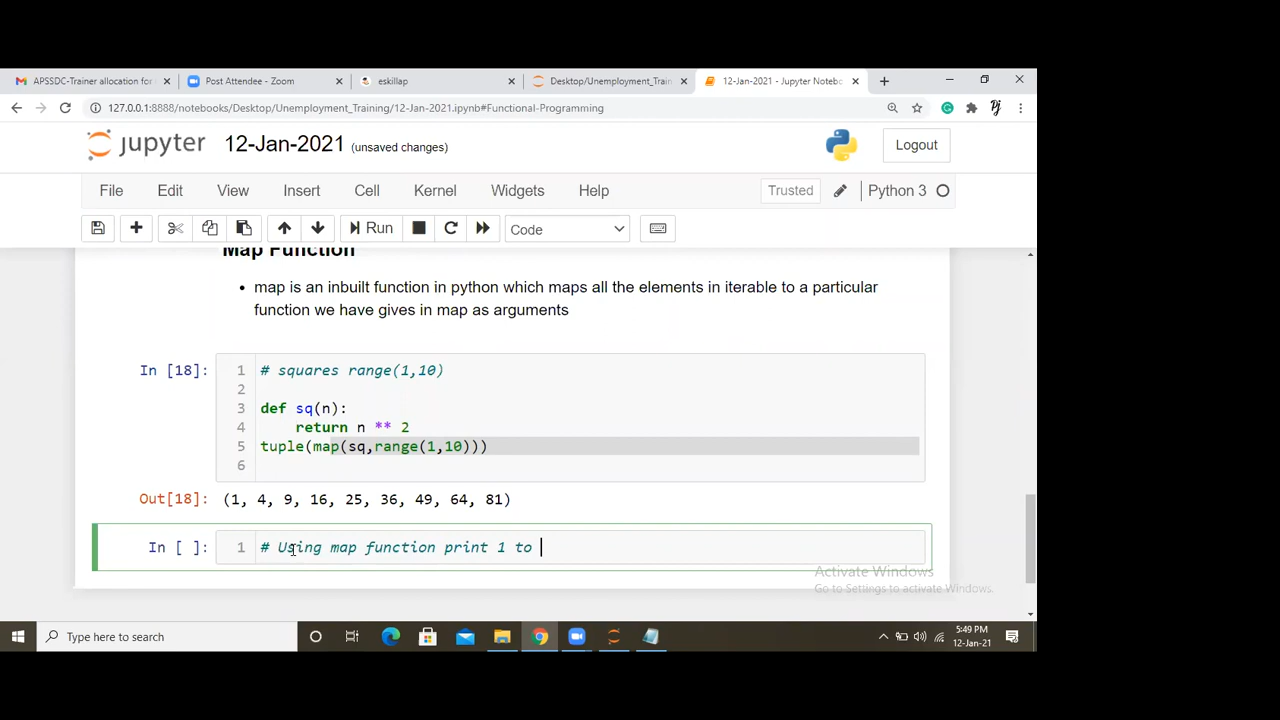 APSSDC-Trainer allocation for
Post Attendee - Zoom
eskillap
Desktop/Unemployment_Train
12-Jan-2021 - Jupyter Notebo
127.0.0.1:8888/notebooks/Desktop/Unemployment_Training/12-Jan-2021.ipynb#Functional-Programming
jupyter 12-Jan-2021 (unsaved changes)
Logout
File Edit View Insert Cell Kernel Widgets Help
Trusted
Python 3
Run
Code
Map Function
• map is an inbuilt function in python which maps all the elements in iterable to a particular
function we have gives in map as arguments
In [18]:
1 # squares range(1,10)
2
3 def sq(n):
4 return n ** 2
5 tuple(map(sq,range(1,10)))
6
Out[18]: (1, 4, 9, 16, 25, 36, 49, 64, 81)
In [ ]: 1 # Using map function print 1 to
Activate Windows
Go to Settings to activate Windows.
Type here to search
5:49 PM
12-Jan-21